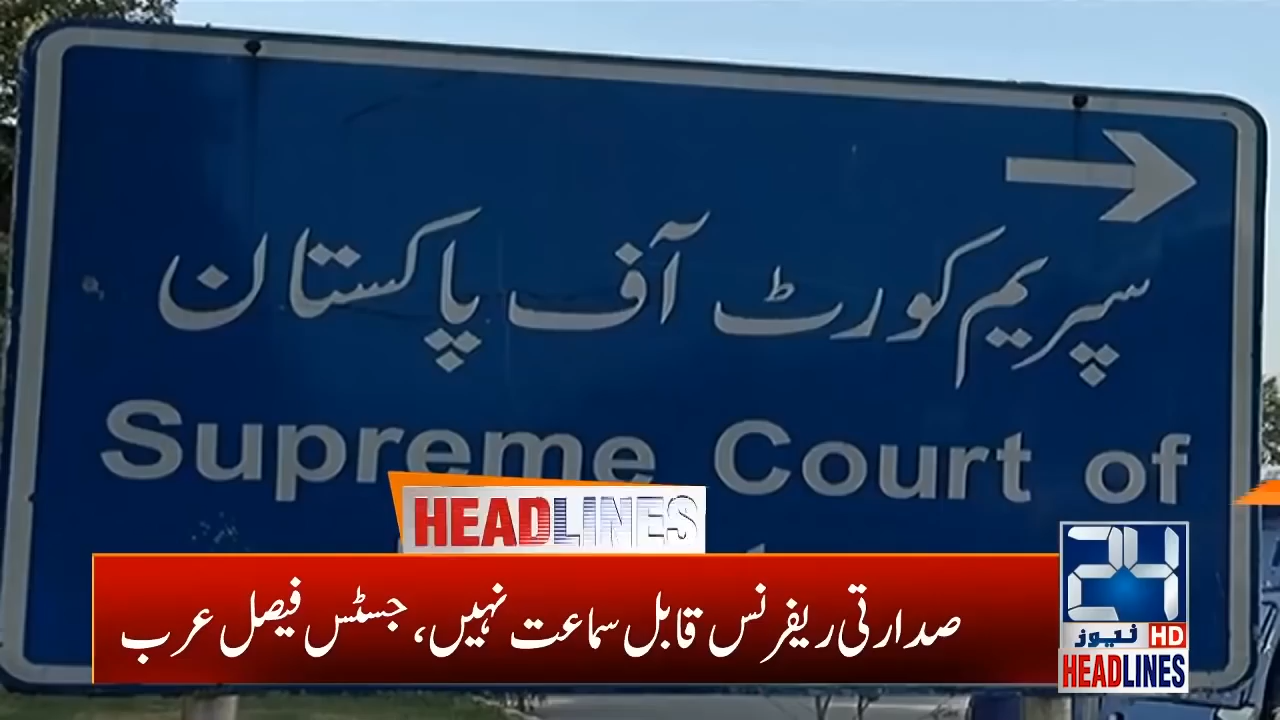 سپریم کورٹ آف پاکستان
Supreme Court of
HEADLINES
صدارتی ریفرنس قابل سماعت نہیں، جسٹس فیصل عرب
24
نیوز HD
HEADLINES